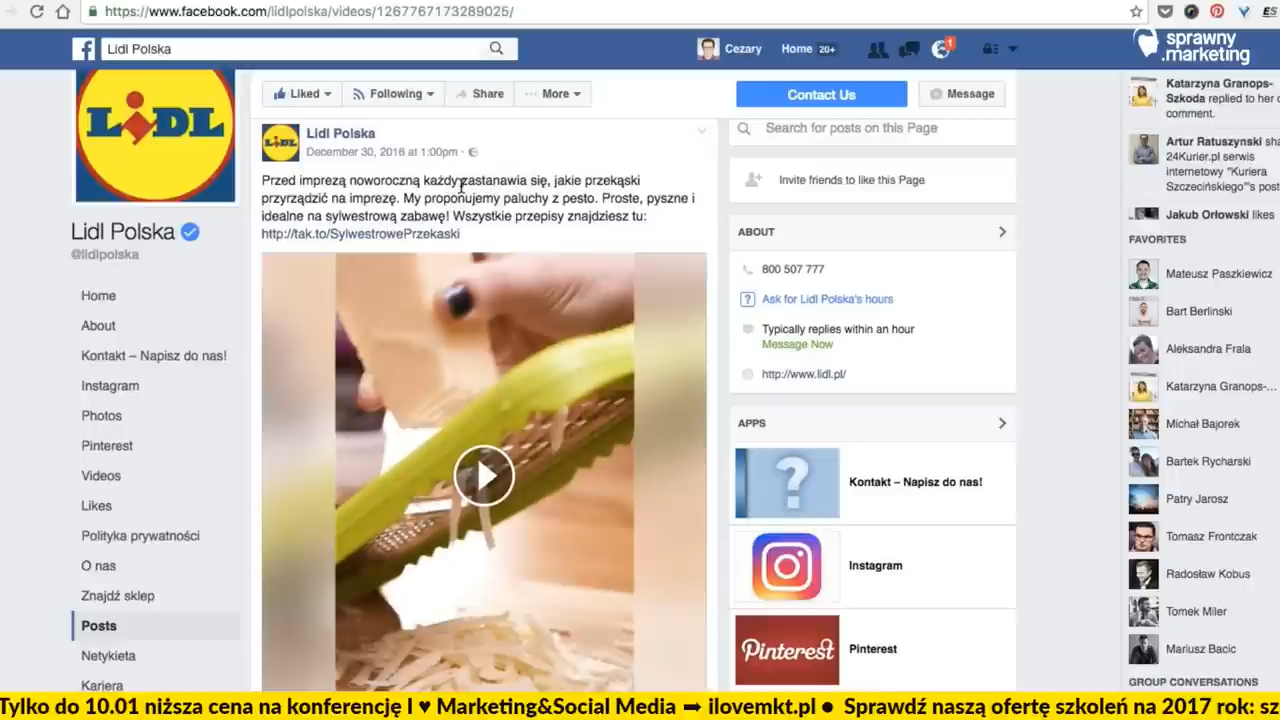 https://www.facebook.com/lidlpolska/videos/1267767173289025/
ES
Lidl Polska
Cezary
Home 20+
1
sprawny
.marketing
LIDL
Liked
Following
Share
More
Contact Us
Message
Lidl Polska
@lidlpolska
Home
About
Kontakt – Napisz do nas!
Instagram
Photos
Pinterest
Videos
Likes
Polityka prywatności
O nas
Znajdź sklep
Posts
Netykieta
Kariera
LIDL
Lidl Polska
December 30, 2016 at 1:00pm ·
Przed imprezą noworoczną każdy zastanawia się, jakie przekąski
przyrządzić na imprezę. My proponujemy paluchy z pesto. Proste, pyszne i
idealne na sylwestrową zabawę! Wszystkie przepisy znajdziesz tu:
http://tak.to/SylwestrowePrzekaski
Search for posts on this Page
Invite friends to like this Page
ABOUT
800 507 777
Ask for Lidl Polska's hours
Typically replies within an hour
Message Now
http://www.lidl.pl/
APPS
Kontakt – Napisz do nas!
Instagram
Pinterest
Pinterest
Katarzyna Granops-
Szkoda replied to her
comment.
Artur Ratuszynski
24Kurier.pl serwis
internetowy "Kuriera
Szczecińskiego"'s
Jakub Orłowski likes
FAVORITES
Mateusz Paszkiewicz
Bart Berlinski
Aleksandra Frala
Katarzyna Granops-...
Michał Bajorek
Bartek Rycharski
Patry Jarosz
Tomasz Frontczak
Radosław Kobus
Tomek Miler
Mariusz Bacic
GROUP CONVERSATIONS
Tylko do 10.01 niższa cena na konferencję I ♥ Marketing&Social Media ➡ ilovemkt.pl ● Sprawdź naszą ofertę szkoleń na 2017 rok: sz